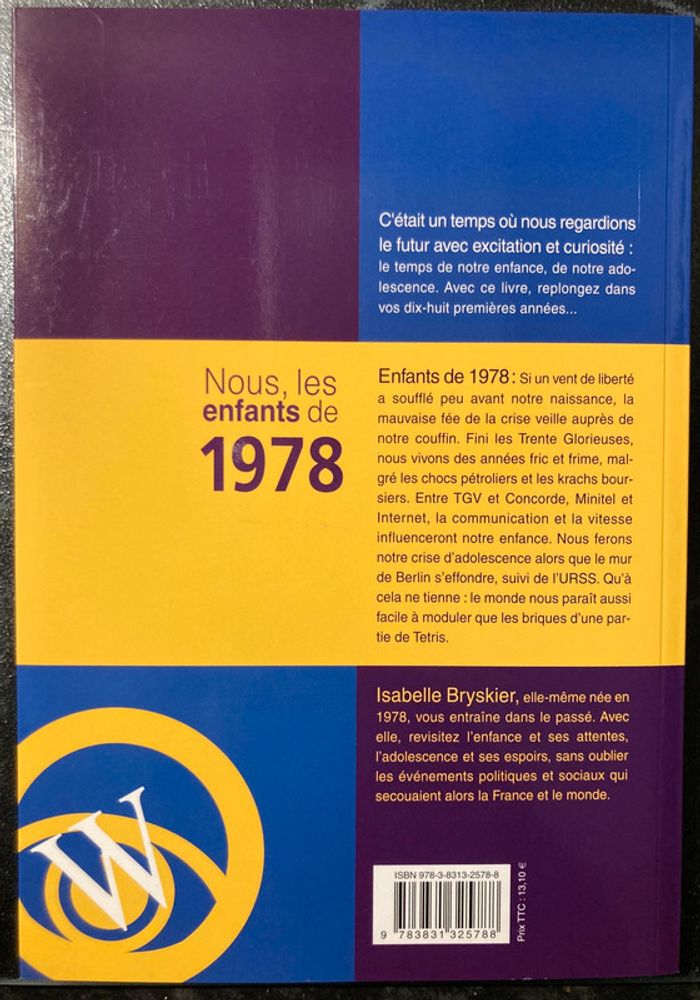 C'était un temps où nous regardions
le futur avec excitation et curiosité :
le temps de notre enfance, de notre ado-
lescence. Avec ce livre, replongez dans
vos dix-huit premières années...
Nous, les
enfants de
1978
Enfants de 1978 : Si un vent de liberté
a soufflé peu avant notre naissance, la
mauvaise fée de la crise veille auprès de
notre couffin. Fini les Trente Glorieuses,
nous vivons des années fric et frime, mal-
gré les chocs pétroliers et les krachs bour-
siers. Entre TGV et Concorde, Minitel et
Internet, la communication et la vitesse
influenceront notre enfance. Nous ferons
notre crise d'adolescence alors que le mur
de Berlin s'effondre, suivi de l'URSS. Qu'à
cela ne tienne : le monde nous paraît aussi
facile à moduler que les briques d'une par-
tie de Tetris.
Isabelle Bryskier, elle-même née en
1978, vous entraîne dans le passé. Avec
elle, revisitez l'enfance et ses attentes,
l'adolescence et ses espoirs, sans oublier
les événements politiques et sociaux qui
secouaient alors la France et le monde.
W
ISBN 978-3-8313-2578-8
9 783831 325788
Prix TTC : 13,10 €